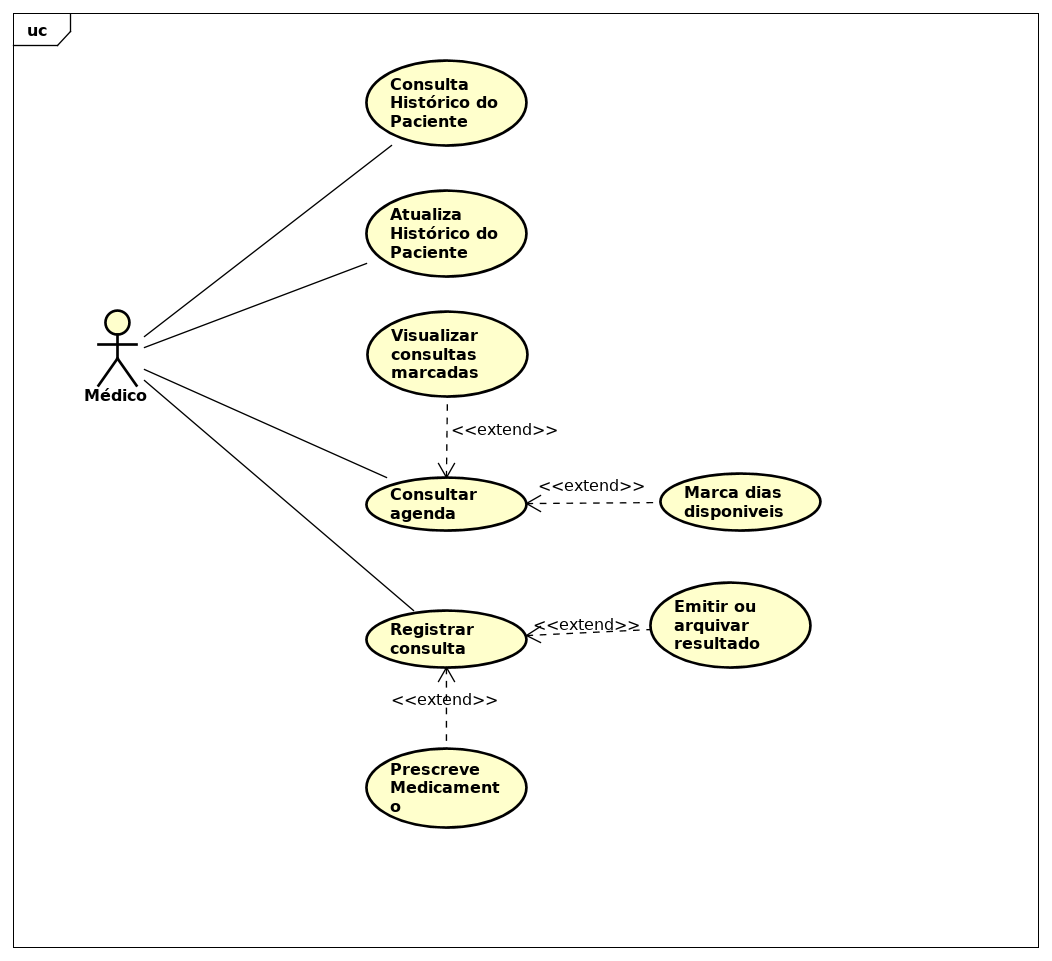 uc
Consulta
Histórico do
Paciente
Atualiza
Histórico do
Paciente
Visualizar
consultas
marcadas
Médico
<<extend>>
Consultar
agenda
<<extend>>
Marca dias
disponiveis
Registrar
consulta
<<extend>>
Emitir ou
arquivar
resultado
<<extend>>
Prescreve
Medicament
o